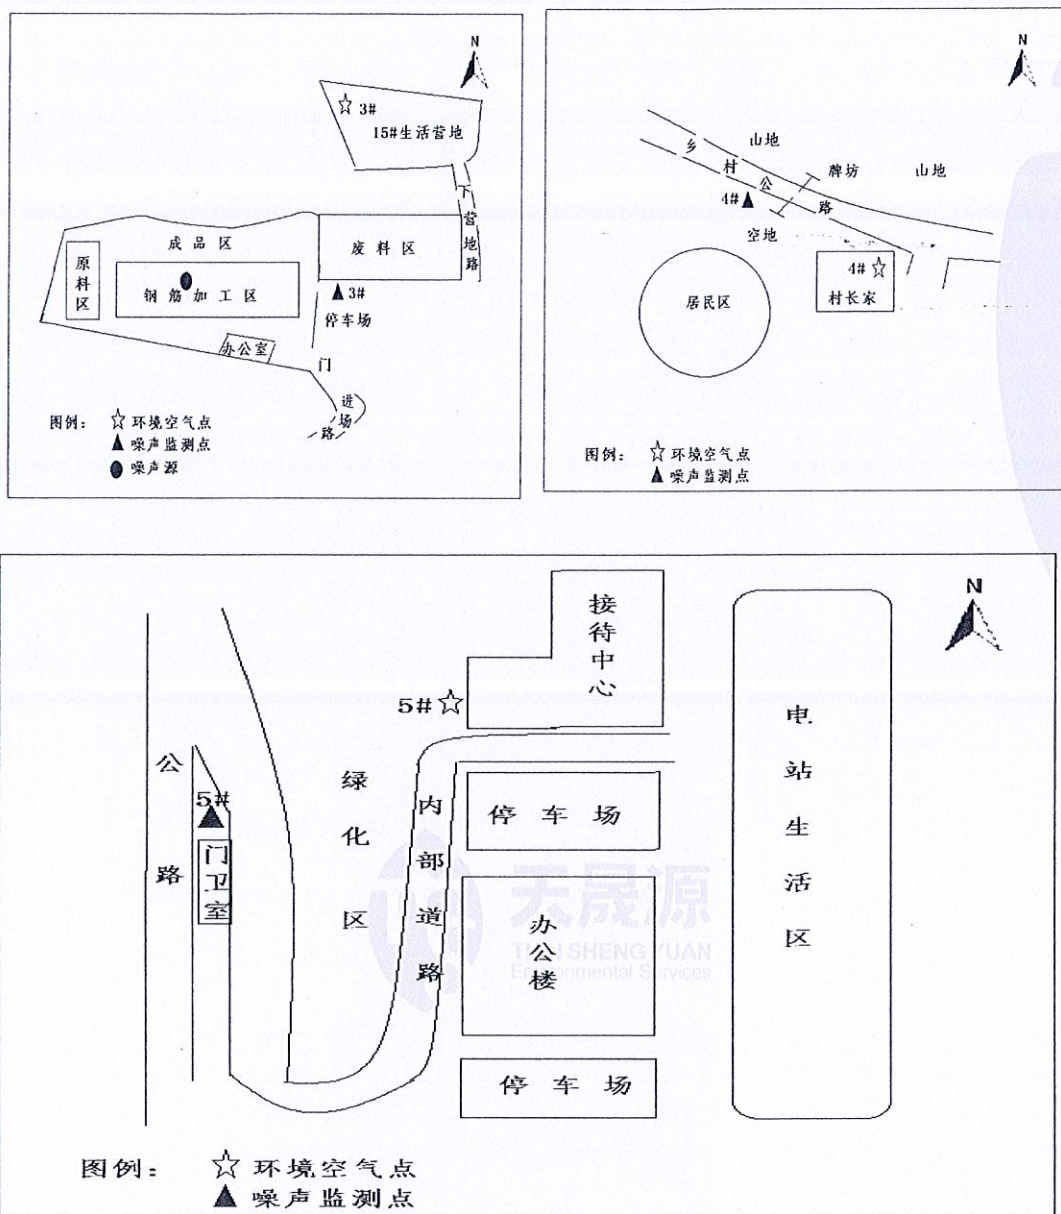 N
3#
15#生活营地
下营地路
成品区
废料区
原料区
钢筋加工区
3#
停车场
办公室
门
进场路
图例：
环境空气点
噪声监测点
噪声源
N
山地
乡村公路
牌坊
山地
4#
空地
4#
居民区
村长家
图例：
环境空气点
噪声监测点
N
接待中心
5#
电站生活区
公路
绿化区
内部道路
5#
停车场
门卫室
办公楼
天晟源
TIAN SHENG YUAN
Environmental Services
停车场
图例：
环境空气点
噪声监测点